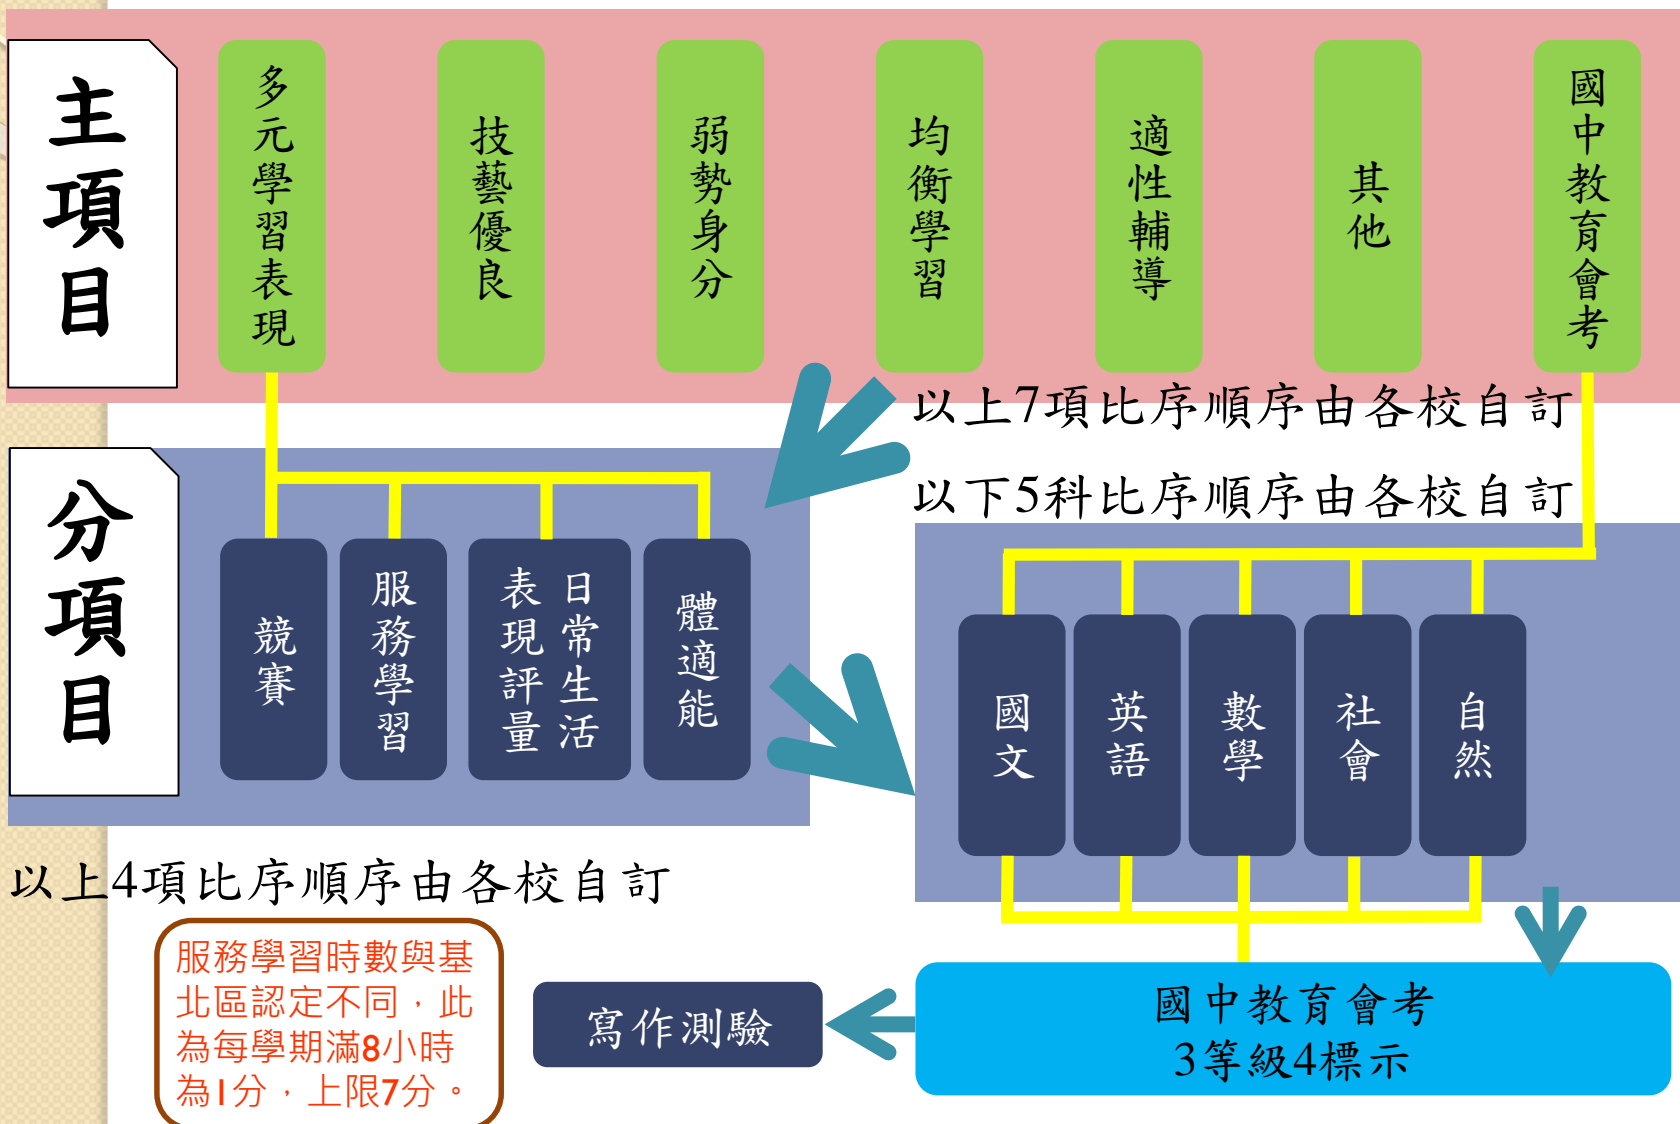 主項目
多元學習表現
技藝優良
弱勢身分
均衡學習
適性輔導
其他
國中教育會考
以上7項比序順序由各校自訂
以下5科比序順序由各校自訂
分項目
競賽
服務學習
日常生活
表現評量
體適能
國文
英語
數學
社會
自然
以上4項比序順序由各校自訂
服務學習時數與基
北區認定不同，此
為每學期滿8小時
為1分，上限7分。
寫作測驗
國中教育會考
3等級4標示